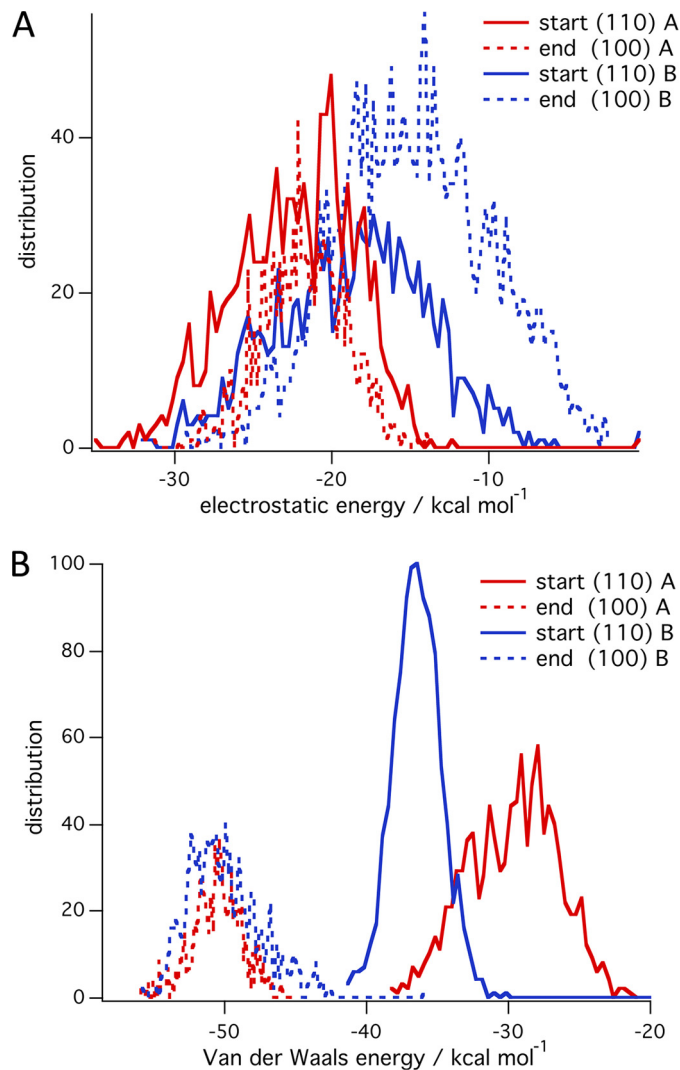 A
start (110) A
end (100) A
start (110) B
end (100) B
distribution
40
20
0
-30 -20 -10
electrostatic energy / kcal mol-1
B
100
start (110) A
end (100) A
start (110) B
end (100) B
80
60
distribution
40
20
0
-50 -40 -30 -20
Van der Waals energy / kcal mol-1